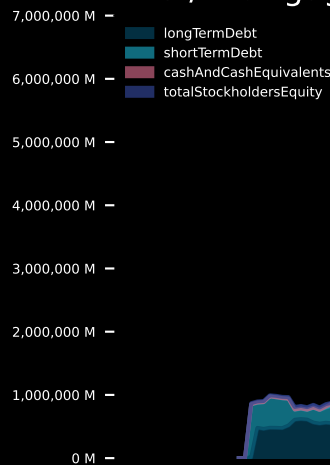 7,000,000 M
longTermDebt
shortTermDebt
6,000,000 M
cashAndCashEquivalents
totalStockholdersEquity
5,000,000 M
4,000,000 M
3,000,000 M
2,000,000 M
1,000,000 M
0 M